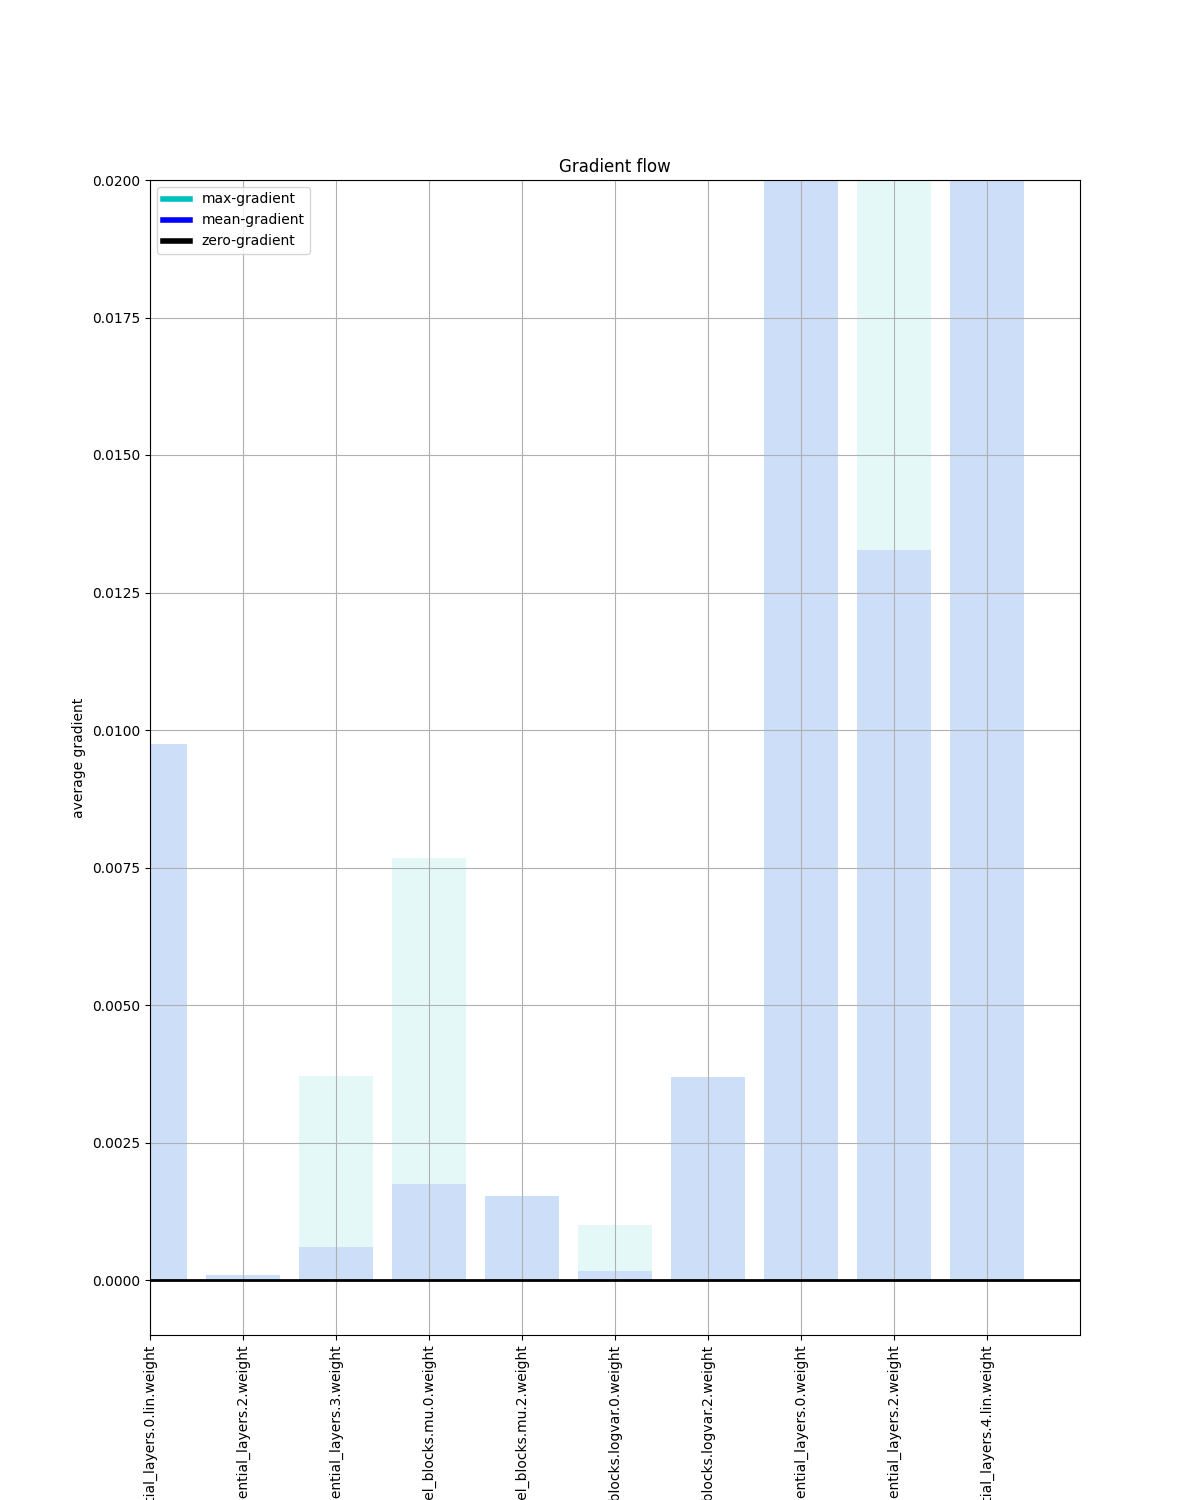 Gradient flow
max-gradient
mean-gradient
zero-gradient
average gradient
0.0200
0.0175
0.0150
0.0125
0.0100
0.0075
0.0050
0.0025
0.0000
tial_layers.0.lin.weight
ential_layers.2.weight
ential_layers.3.weight
el_blocks.mu.0.weight
el_blocks.mu.2.weight
blocks.logvar.0.weight
blocks.logvar.2.weight
ential_layers.0.weight
ential_layers.2.weight
tial_layers.4.lin.weight